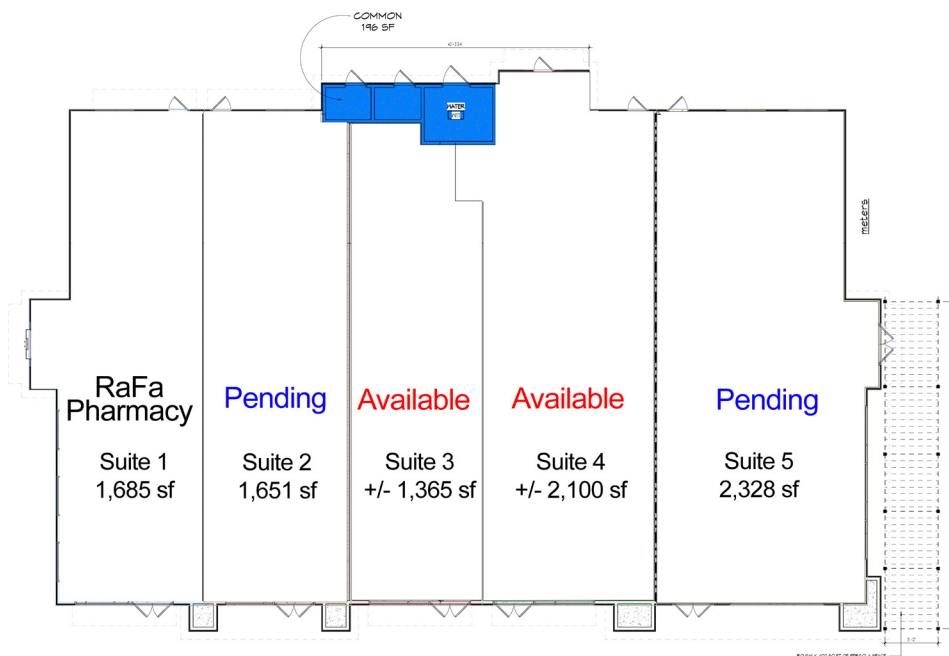 COMMON
196 SF
WATER
meters
RaFa
Pharmacy
Suite 1
1,685 sf
Pending
Suite 2
1,651 sf
Available
Suite 3
+/- 1,365 sf
Available
Suite 4
+/- 2,100 sf
Pending
Suite 5
2,328 sf